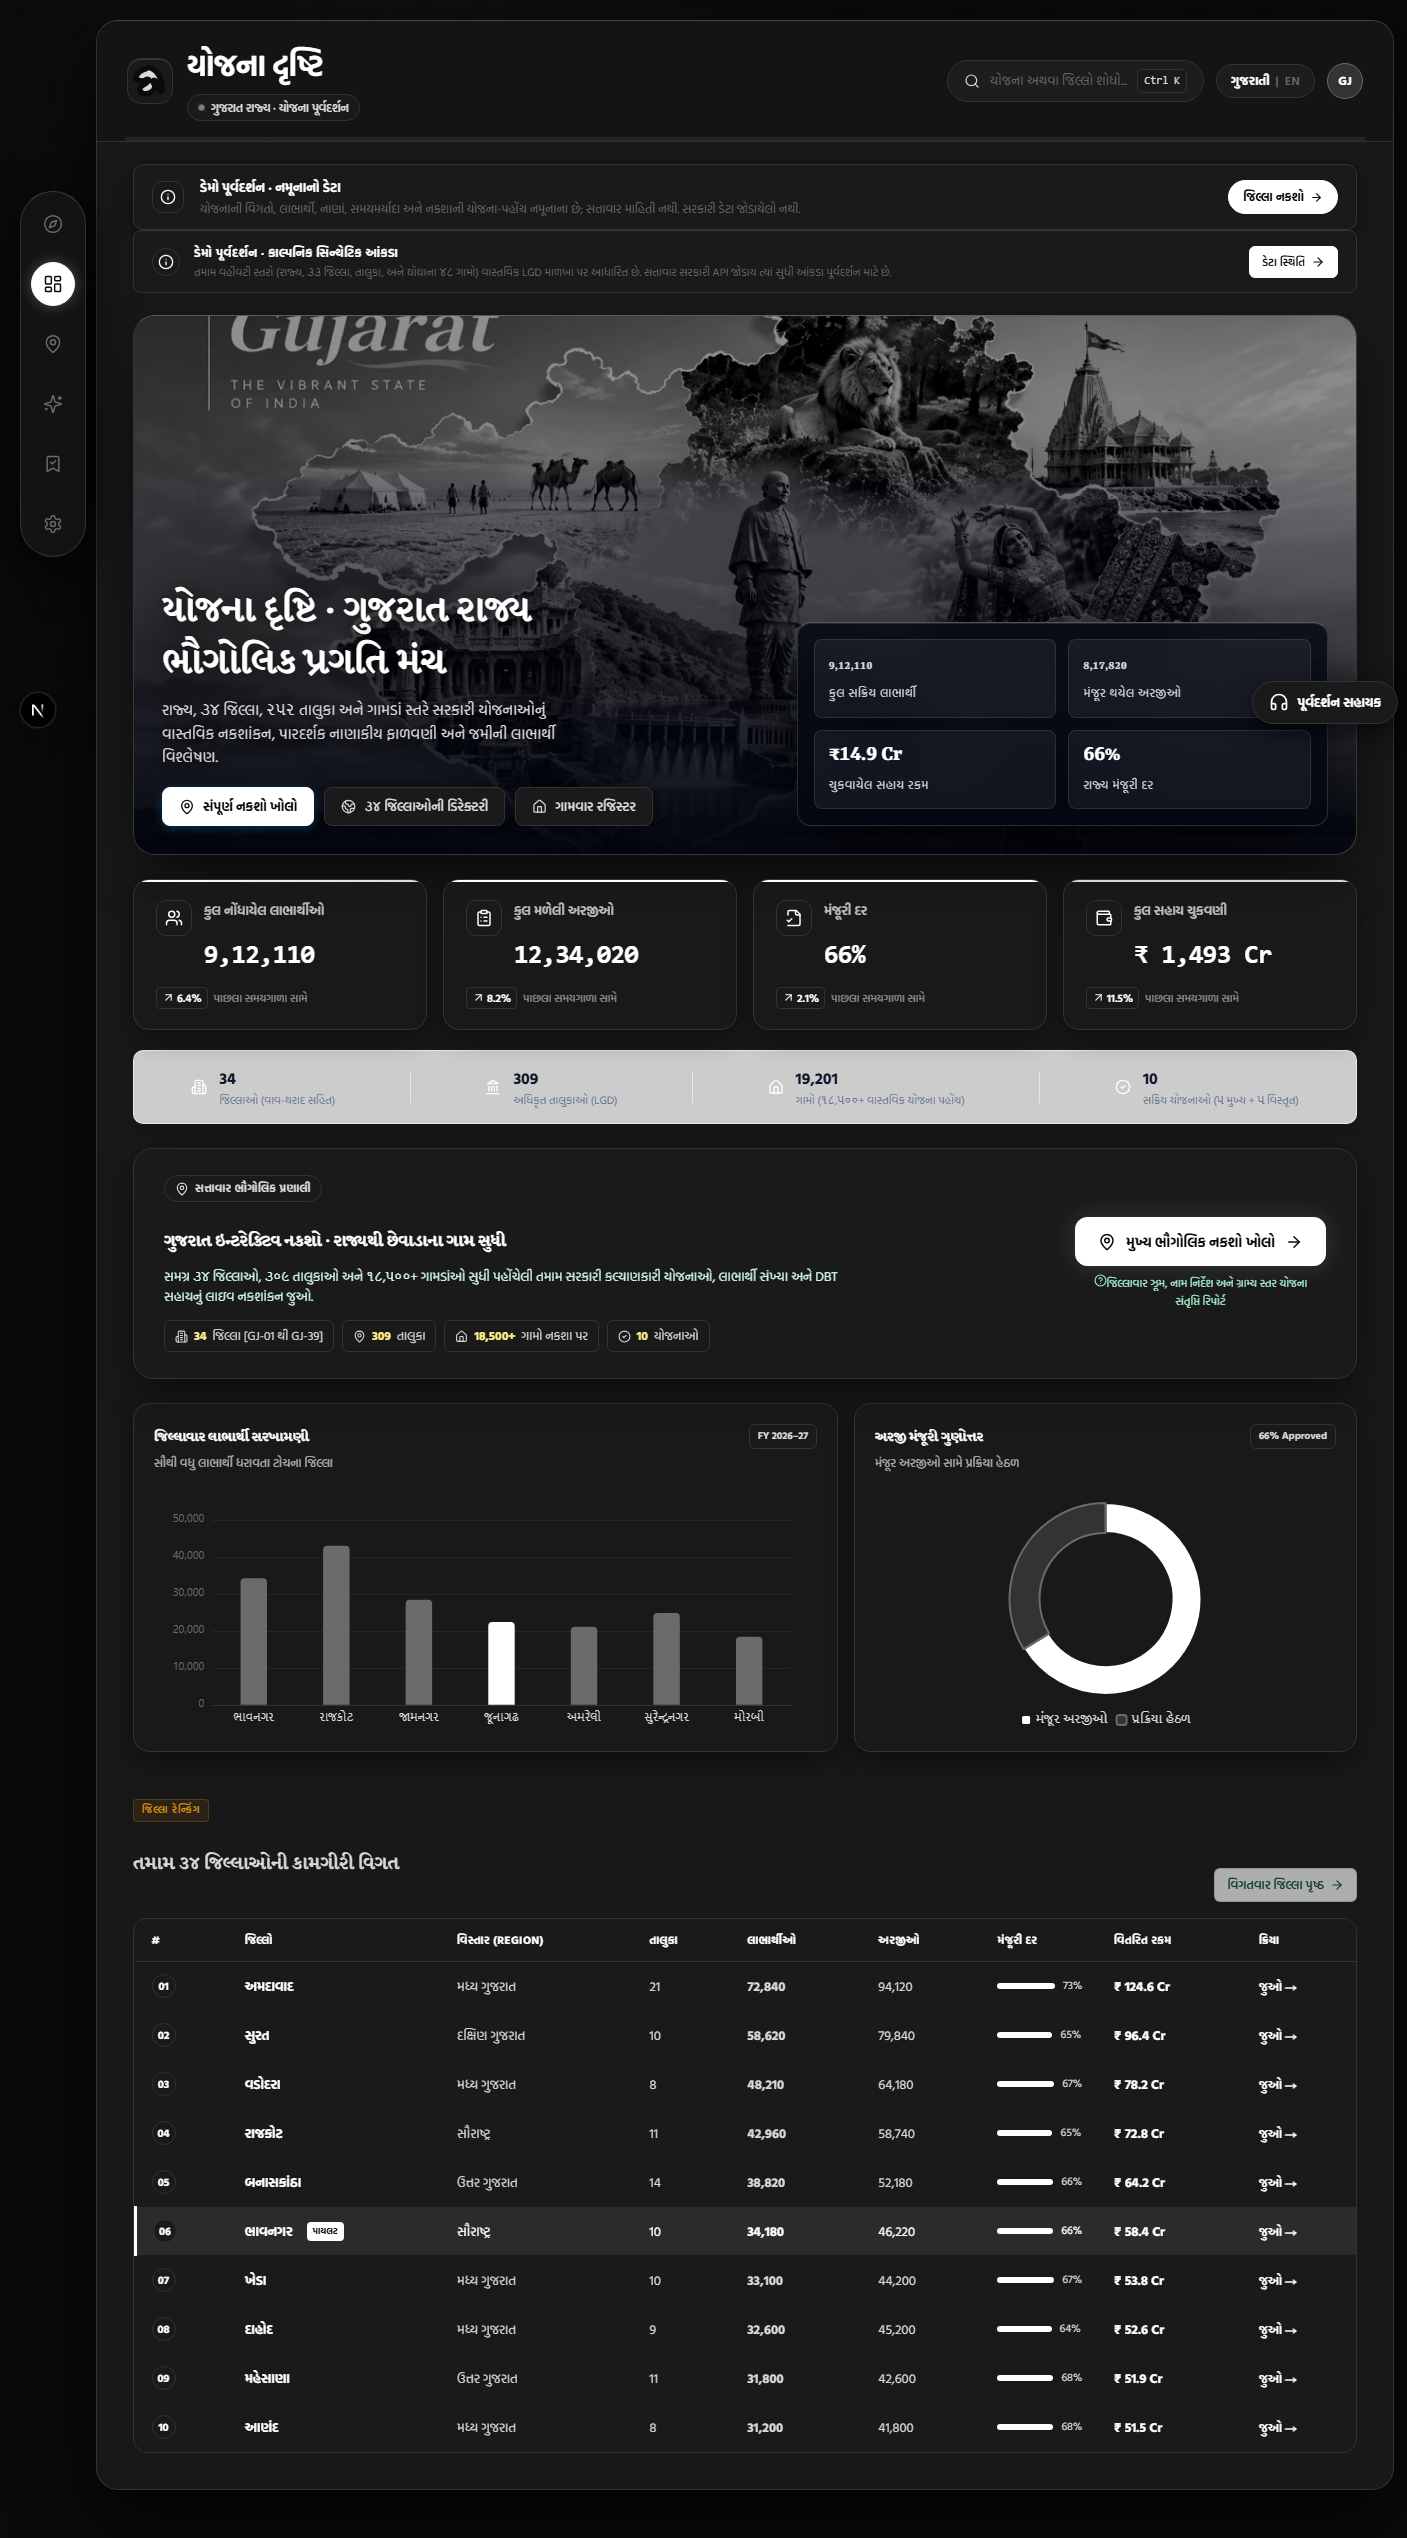 યોજના દૃષ્ટિ
ગુજરાત રાજ્ય · યોજના પૂર્વદર્શન
યોજના અથવા જિલ્લો શોધો... Ctrl K
ગુજરાતી | EN
GJ
ડેમો પૂર્વદર્શન · નમૂનાનો ડેટા
યોજનાની વિગતો, લાભાર્થી, નાણાં, સમયમર્યાદા અને નકશાની યોજના-પહોંચ નમૂનાના છે; સત્તાવાર માહિતી નથી. સરકારી ડેટા જોડાયેલો નથી.
જિલ્લા નકશો →
ડેમો પૂર્વદર્શન · કાલ્પનિક સિન્થેટિક આંકડા
તમામ વહીવટી સ્તરો (રાજ્ય, ૩૩ જિલ્લા, તાલુકા, અને ઘોઘાના ૪૮ ગામો) વાસ્તવિક LGD માળખા પર આધારિત છે. સત્તાવાર સરકારી API જોડાય ત્યાં સુધી આંકડા પૂર્વદર્શન માટે છે.
ડેટા સ્થિતિ →
Gujarat
THE VIBRANT STATE
OF INDIA
યોજના દૃષ્ટિ · ગુજરાત રાજ્ય
ભૌગોલિક પ્રગતિ મંચ
રાજ્ય, ૩૪ જિલ્લા, ૨૫૨ તાલુકા અને ગામડાં સ્તરે સરકારી યોજનાઓનું
વાસ્તવિક નકશાંકન, પારદર્શક નાણાકીય ફાળવણી અને જમીની લાભાર્થી
વિશ્લેષણ.
સંપૂર્ણ નકશો ખોલો
૩૪ જિલ્લાઓની ડિરેક્ટરી
ગામવાર રજિસ્ટર
9,12,110
કુલ સક્રિય લાભાર્થી
8,17,820
મંજૂર થયેલ અરજીઓ
₹14.9 Cr
ચુકવાયેલ સહાય રકમ
66%
રાજ્ય મંજૂરી દર
પૂર્વદર્શન સહાયક
કુલ નોંધાયેલ લાભાર્થીઓ
9,12,110
↗ 6.4% પાછલા સમયગાળા સામે
કુલ મળેલી અરજીઓ
12,34,020
↗ 8.2% પાછલા સમયગાળા સામે
મંજૂરી દર
66%
↗ 2.1% પાછલા સમયગાળા સામે
કુલ સહાય ચુકવણી
₹ 1,493 Cr
↗ 11.5% પાછલા સમયગાળા સામે
34
જિલ્લાઓ (વાવ-થરાદ સહિત)
309
અધિકૃત તાલુકાઓ (LGD)
19,201
ગામો (૧૮,૫૦૦+ વાસ્તવિક યોજના પહોંચ)
10
સક્રિય યોજનાઓ (૫ મુખ્ય + ૫ વિસ્તૃત)
સત્તાવાર ભૌગોલિક પ્રણાલી
ગુજરાત ઇન્ટરેક્ટિવ નકશો · રાજ્યથી છેવાડાના ગામ સુધી
સમગ્ર ૩૪ જિલ્લાઓ, ૩૦૯ તાલુકાઓ અને ૧૮,૫૦૦+ ગામડાંઓ સુધી પહોંચેલી તમામ સરકારી કલ્યાણકારી યોજનાઓ, લાભાર્થી સંખ્યા અને DBT
સહાયનું લાઇવ નકશાંકન જુઓ.
34 જિલ્લા [GJ-01 થી GJ-39]
309 તાલુકા
18,500+ ગામો નકશા પર
10 યોજનાઓ
મુખ્ય ભૌગોલિક નકશો ખોલો →
જિલ્લાવાર ઝૂમ, નામ નિર્દેશ અને ગ્રામ્ય સ્તર યોજના
સંતૃપ્તિ રિપોર્ટ
જિલ્લાવાર લાભાર્થી સરખામણી
FY 2026–27
સૌથી વધુ લાભાર્થી ધરાવતા ટોચના જિલ્લા
50,000
40,000
30,000
20,000
10,000
0
ભાવનગર રાજકોટ જામનગર જૂનાગઢ અમરેલી સુરેન્દ્રનગર મોરબી
અરજી મંજૂરી ગુણોત્તર
66% Approved
મંજૂર અરજીઓ સામે પ્રક્રિયા હેઠળ
મંજૂર અરજીઓ પ્રક્રિયા હેઠળ
જિલ્લા રેન્કિંગ
તમામ ૩૪ જિલ્લાઓની કામગીરી વિગત
વિગતવાર જિલ્લા પૃષ્ઠ →
# જિલ્લો વિસ્તાર (REGION) તાલુકા લાભાર્થીઓ અરજીઓ મંજૂરી દર વિતરિત રકમ ક્રિયા
01 અમદાવાદ મધ્ય ગુજરાત 21 72,840 94,120 73% ₹ 124.6 Cr જુઓ →
02 સુરત દક્ષિણ ગુજરાત 10 58,620 79,840 65% ₹ 96.4 Cr જુઓ →
03 વડોદરા મધ્ય ગુજરાત 8 48,210 64,180 67% ₹ 78.2 Cr જુઓ →
04 રાજકોટ સૌરાષ્ટ્ર 11 42,960 58,740 65% ₹ 72.8 Cr જુઓ →
05 બનાસકાંઠા ઉત્તર ગુજરાત 14 38,820 52,180 66% ₹ 64.2 Cr જુઓ →
06 ભાવનગર પાયલટ સૌરાષ્ટ્ર 10 34,180 46,220 66% ₹ 58.4 Cr જુઓ →
07 ખેડા મધ્ય ગુજરાત 10 33,100 44,200 67% ₹ 53.8 Cr જુઓ →
08 દાહોદ મધ્ય ગુજરાત 9 32,600 45,200 64% ₹ 52.6 Cr જુઓ →
09 મહેસાણા ઉત્તર ગુજરાત 11 31,800 42,600 68% ₹ 51.9 Cr જુઓ →
10 આણંદ મધ્ય ગુજરાત 8 31,200 41,800 68% ₹ 51.5 Cr જુઓ →